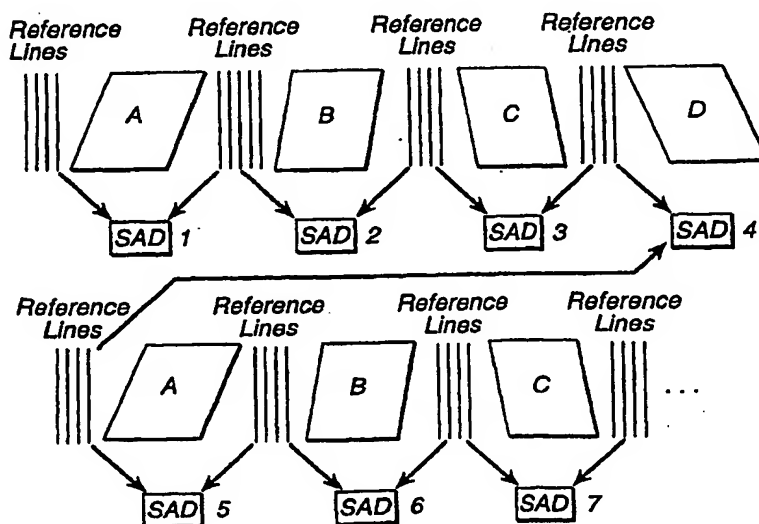 Reference Lines
Reference Lines
Reference Lines
Reference Lines
A
B
C
D
SAD 1
SAD 2
SAD 3
SAD 4
Reference Lines
Reference Lines
Reference Lines
Reference Lines
A
B
C
...
SAD 5
SAD 6
SAD 7